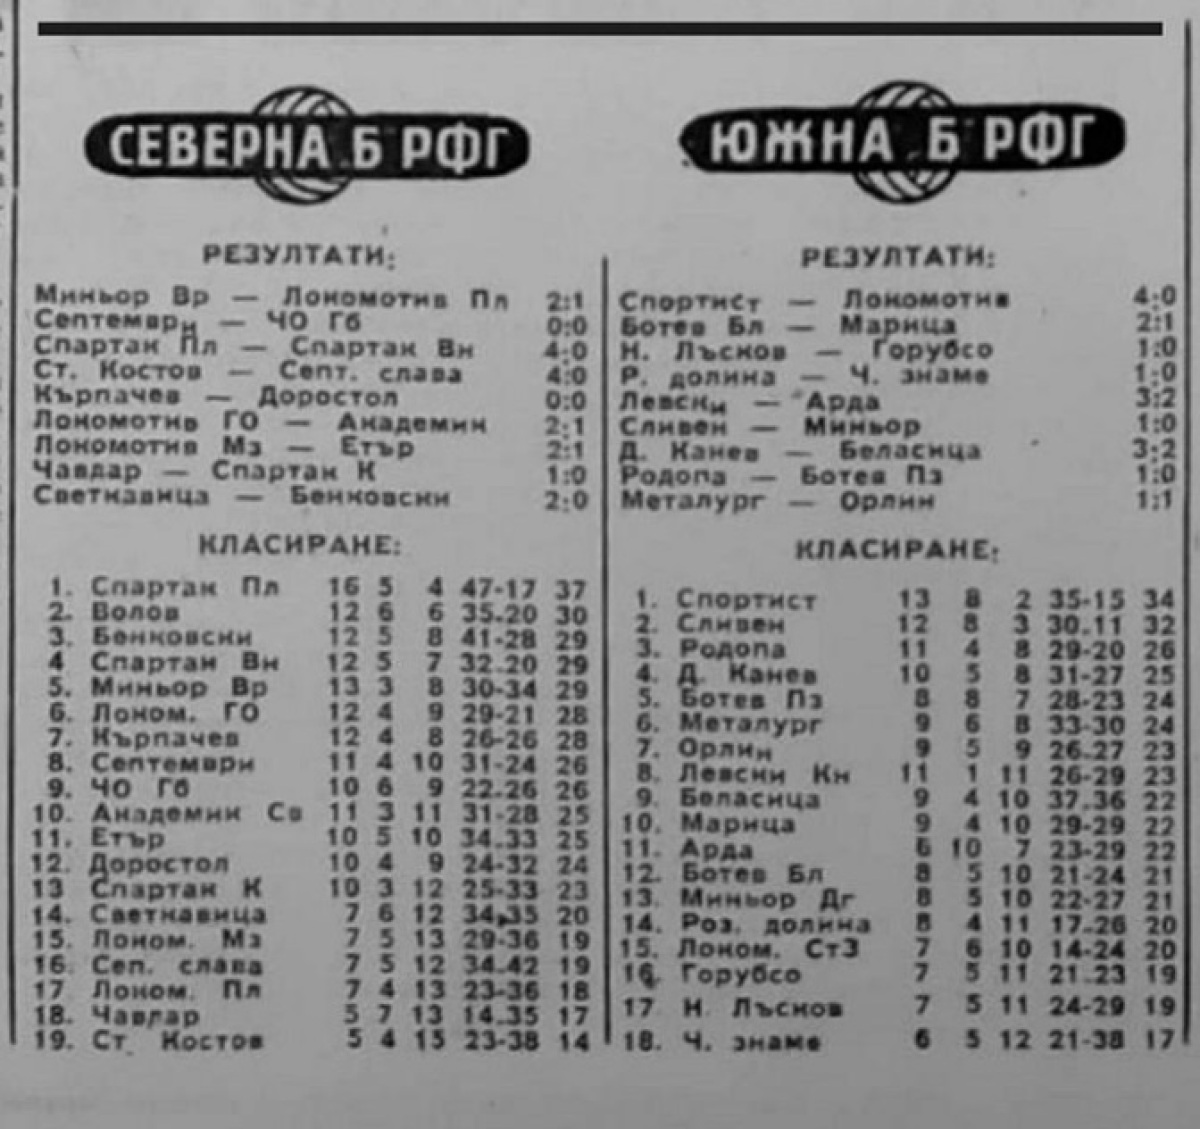 СЕВЕРНА Б РФГ
РЕЗУЛТАТИ:
Миньор Вр — Локомотив Пл 2:1
Септември — ЧО Гб 0:0
Спартак Пл — Спартак Вн 4:0
Ст. Костов — Септ. слава 4:0
Кърпачев — Доростол 0:0
Локомотив ГО — Академик 2:1
Локомотив Мз — Етър 2:1
Чавдар — Спартак К 1:0
Светкавица — Бенковски 2:0
КЛАСИРАНЕ:
1. Спартак Пл 16 5 4 47-17 37
2. Волов 12 6 6 35-20 30
3. Бенковски 12 5 8 41-28 29
4 Спартак Вн 12 5 7 32-20 29
5. Миньор Вр 13 3 8 30-34 29
6. Локом. ГО 12 4 9 29-21 28
7. Кърпачев 12 4 8 26-26 28
8. Септември 11 4 10 31-24 26
9. ЧО Гб 10 6 9 22-26 26
10. Академик Св 11 3 11 31-28 25
11. Етър 10 5 10 34-33 25
12. Доростол 10 4 9 24-32 24
13 Спартак К 10 3 12 25-33 23
14. Светкавица 7 6 12 34-35 20
15. Локом. Мз 7 5 13 29-36 19
16. Сеп. слава 7 5 12 34-42 19
17 Локом. Пл 7 4 13 23-36 18
18. Чавдар 5 7 13 14-35 17
19. Ст. Костов 5 4 15 23-38 14
ЮЖНА Б РФГ
РЕЗУЛТАТИ:
Спортист — Локомотив 4:0
Ботев Бл — Марица 2:1
Н. Лъсков — Горубсо 1:0
Р. долина — Ч. знаме 1:0
Левски — Арда 3:2
Сливен — Миньор 1:0
Д. Канев — Беласица 3:2
Родопа — Ботев Пз 1:0
Металург — Орлин 1:1
КЛАСИРАНЕ:
1. Спортист 13 8 2 35-15 34
2. Сливен 12 8 3 30-11 32
3. Родопа 11 4 8 29-20 26
4. Д. Канев 10 5 8 31-27 25
5. Ботев Пз 8 8 7 28-23 24
6. Металург 9 6 8 33-30 24
7. Орлин 9 5 9 26-27 23
8. Левски Кн 11 1 11 26-29 23
9. Беласица 9 4 10 37-36 22
10. Марица 9 4 10 29-29 22
11. Арда 6 10 7 23-29 22
12. Ботев Бл 8 5 10 21-24 21
13. Миньор Дг 8 5 10 22-27 21
14. Роз. долина 8 4 11 17-26 20
15. Локом. СтЗ 7 6 10 14-24 20
16. Горубсо 7 5 11 21-23 19
17 Н. Лъсков 7 5 11 24-29 19
18. Ч. знаме 6 5 12 21-38 17